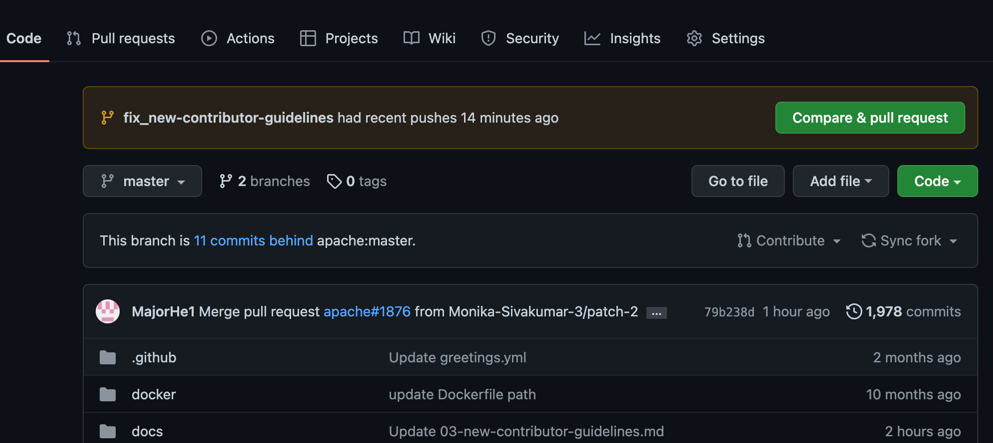 Code Pull requests Actions Projects Wiki Security Insights Settings
fix_new-contributor-guidelines had recent pushes 14 minutes ago Compare & pull request
master 2 branches 0 tags Go to file Add file Code
This branch is 11 commits behind apache:master. Contribute Sync fork
MajorHe1 Merge pull request apache#1876 from Monika-Sivakumar-3/patch-2 ... 79b238d 1 hour ago 1,978 commits
.github Update greetings.yml 2 months ago
docker update Dockerfile path 10 months ago
docs Update 03-new-contributor-guidelines.md 2 hours ago